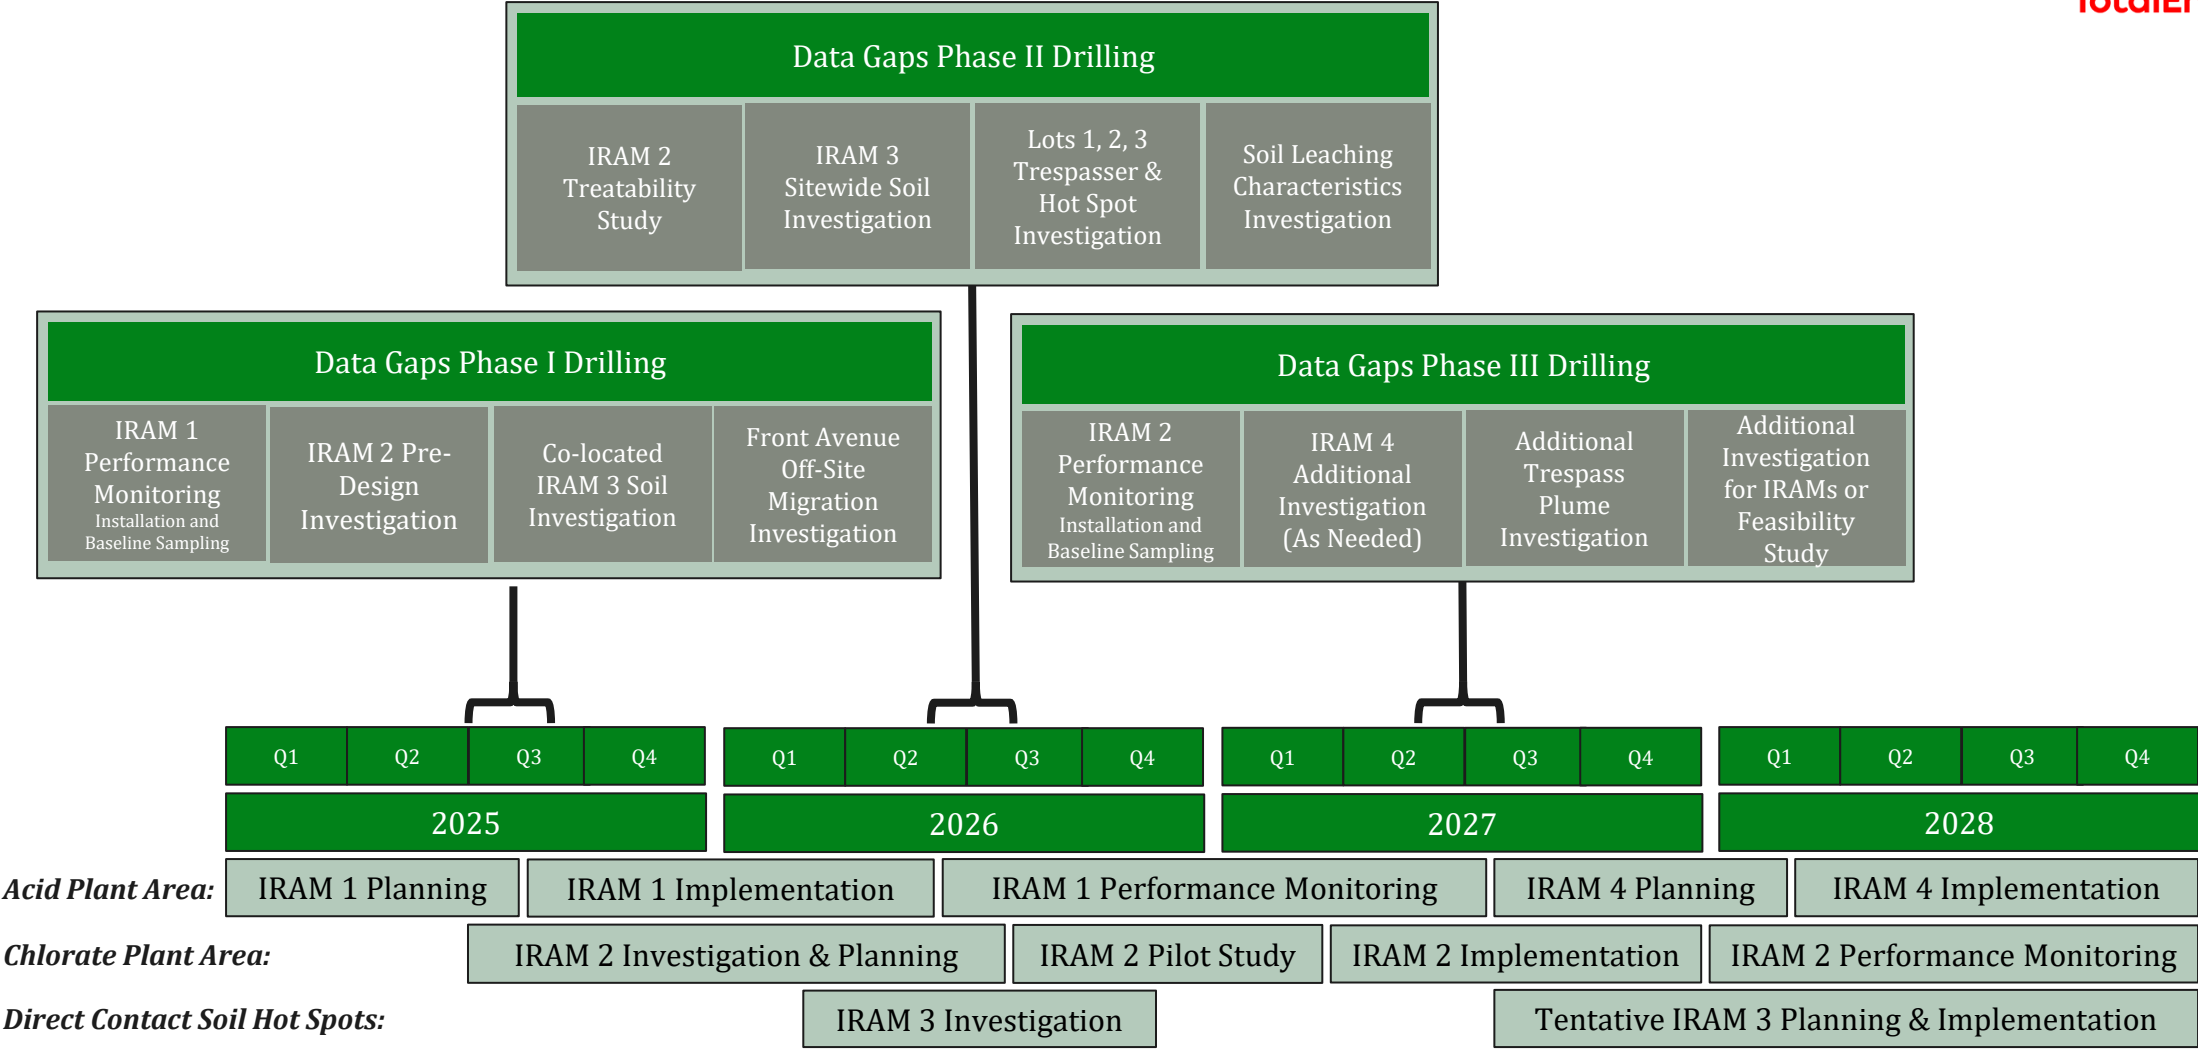 Data Gaps Phase II Drilling
IRAM 2
Treatability
Study
IRAM 3
Sitewide Soil
Investigation
Lots 1, 2, 3
Trespasser &
Hot Spot
Investigation
Soil Leaching
Characteristics
Investigation
Data Gaps Phase I Drilling
IRAM 1
Performance
Monitoring
Installation and
Baseline Sampling
IRAM 2 Pre-
Design
Investigation
Co-located
IRAM 3 Soil
Investigation
Front Avenue
Off-Site
Migration
Investigation
Data Gaps Phase III Drilling
IRAM 2
Performance
Monitoring
Installation and
Baseline Sampling
IRAM 4
Additional
Investigation
(As Needed)
Additional
Trespass
Plume
Investigation
Additional
Investigation
for IRAMs or
Feasibility
Study
Q1 Q2 Q3 Q4 Q1 Q2 Q3 Q4 Q1 Q2 Q3 Q4 Q1 Q2 Q3 Q4
2025 2026 2027 2028
Acid Plant Area: IRAM 1 Planning IRAM 1 Implementation IRAM 1 Performance Monitoring IRAM 4 Planning IRAM 4 Implementation
Chlorate Plant Area: IRAM 2 Investigation & Planning IRAM 2 Pilot Study IRAM 2 Implementation IRAM 2 Performance Monitoring
Direct Contact Soil Hot Spots: IRAM 3 Investigation Tentative IRAM 3 Planning & Implementation